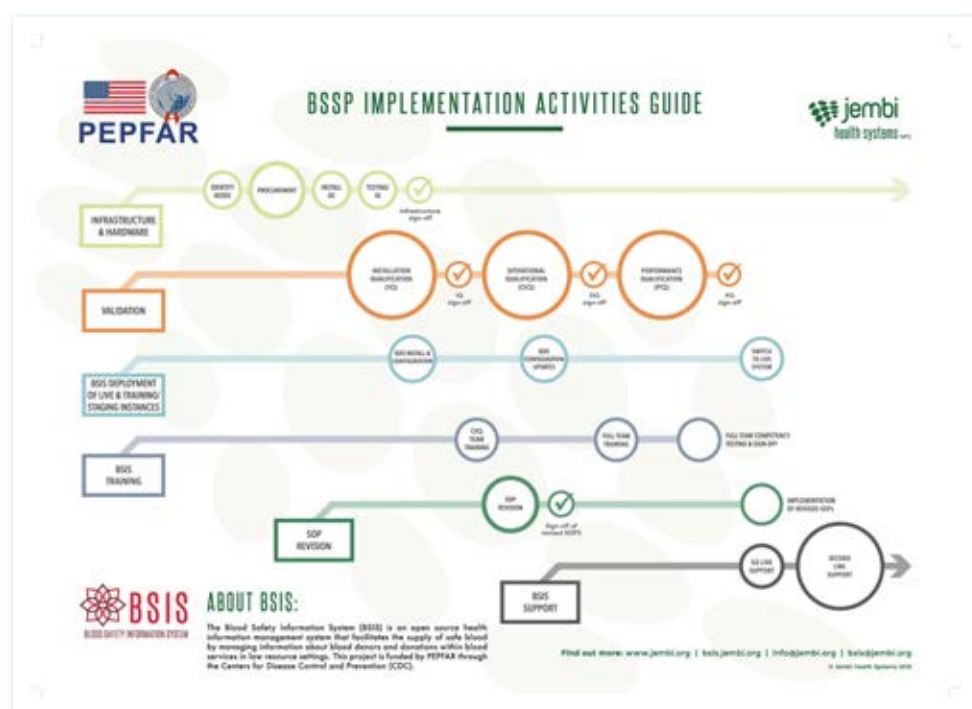 PEPFAR
BSSP IMPLEMENTATION ACTIVITIES GUIDE
jembi
health systems
IDENTIFY
NEEDS
PROCUREMENT
INSTALL
TESTING
Infrastructure
sign-off
INFRASTRUCTURE
& HARDWARE
INSTALLATION
QUALIFICATION
(IQ)
IQ
sign-off
OPERATIONAL
QUALIFICATION
(OQ)
OQ
sign-off
PERFORMANCE
QUALIFICATION
(PQ)
PQ
sign-off
VALIDATION
BSIS INSTALL &
CONFIGURATION
BSIS
CONFIGURATION
UPDATES
SWITCH
TO LIVE
SYSTEM
BSIS DEPLOYMENT
OF LIVE & TRAINING/
STAGING INSTANCES
TEAM
TRAINING
FULL TEAM
TRAINING
FULL TEAM COMPETENCY
TESTING & SIGN OFF
BSIS
TRAINING
SOP
REVISION
Sign off of
revised SOPS
IMPLEMENTATION
OF REVISED SOPs
SOP
REVISION
GO LIVE
SUPPORT
SECOND
LINE
SUPPORT
BSIS
SUPPORT
BSIS
BLOOD SAFETY INFORMATION SYSTEM
ABOUT BSIS:
The Blood Safety Information System (BSIS) is an open source health
information management system that facilitates the supply of safe blood
by managing information about blood donors and donations within blood
services in low resource settings. This project is funded by PEPFAR through
the Centers for Disease Control and Prevention (CDC).
Find out more: www.jembi.org | bsis.jembi.org | info@jembi.org | bsis@jembi.org